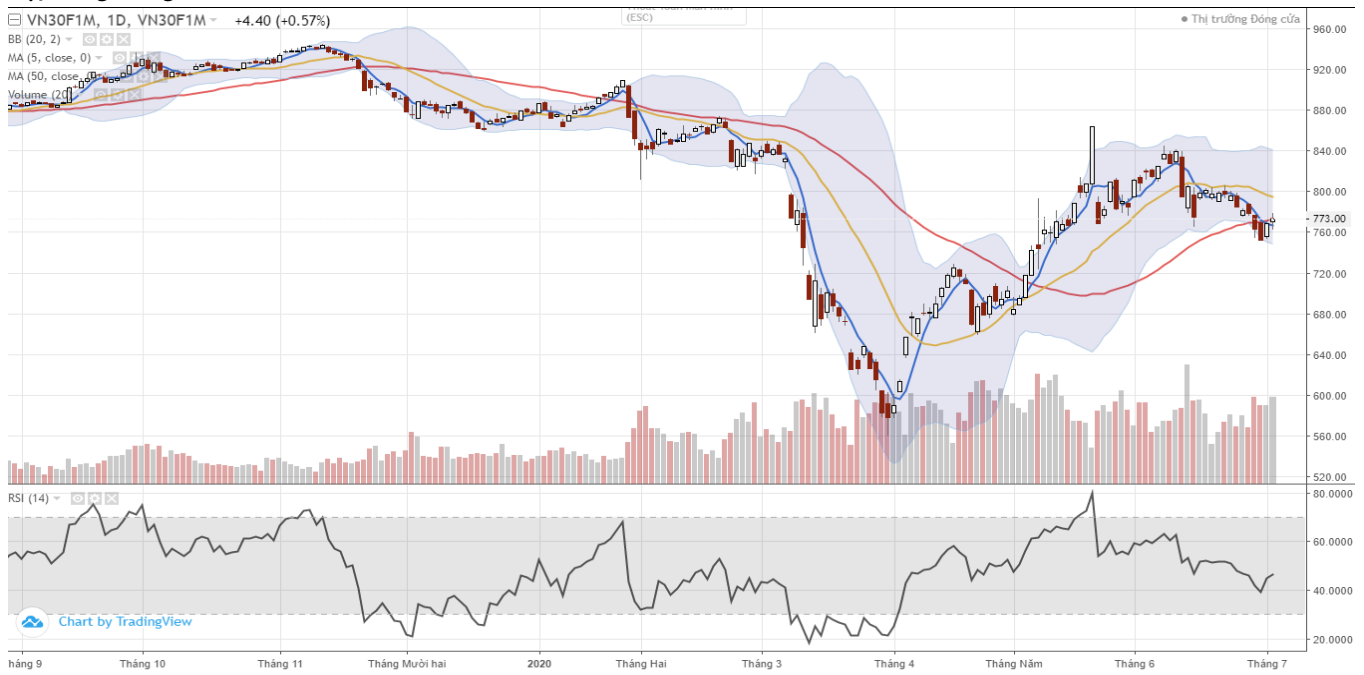 VN30F1M, 1D, VN30F1M +4.40 (+0.57%)
(ESC)
Thị trường Đóng cửa
BB (20, 2)
MA (5, close, 0)
MA (50, close, 0)
Volume (20)
960.00
920.00
880.00
840.00
800.00
773.00
760.00
720.00
680.00
640.00
600.00
560.00
520.00
RSI (14)
80.0000
60.0000
40.0000
20.0000
Chart by TradingView
háng 9 Tháng 10 Tháng 11 Tháng Mười hai 2020 Tháng Hai Tháng 3 Tháng 4 Tháng Năm Tháng 6 Tháng 7